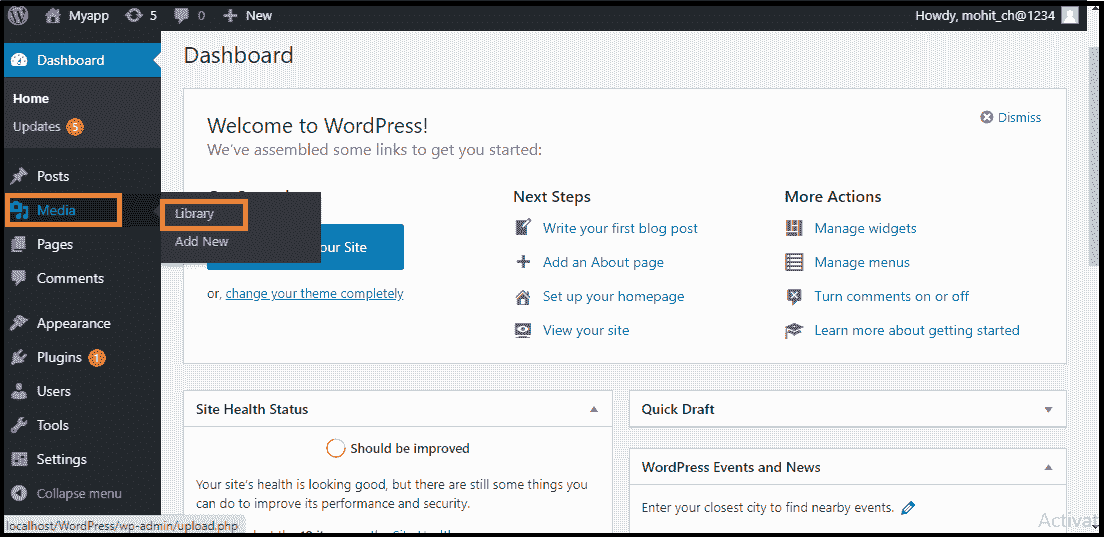 Myapp 5 0 + New Howdy, mohit_ch@1234
Dashboard
Home
Updates 5
Posts
Media
Library
Add New
Pages
Comments
Appearance
Plugins 1
Users
Tools
Settings
Collapse menu
localhost/WordPress/wp-admin/upload.php
Dashboard
Welcome to WordPress!
Dismiss
We've assembled some links to get you started:
our Site
or, change your theme completely
Next Steps
Write your first blog post
Add an About page
Set up your homepage
View your site
More Actions
Manage widgets
Manage menus
Turn comments on or off
Learn more about getting started
Site Health Status
Should be improved
Your site's health is looking good, but there are still some things you
can do to improve its performance and security.
Quick Draft
WordPress Events and News
Enter your closest city to find nearby events.
Activat